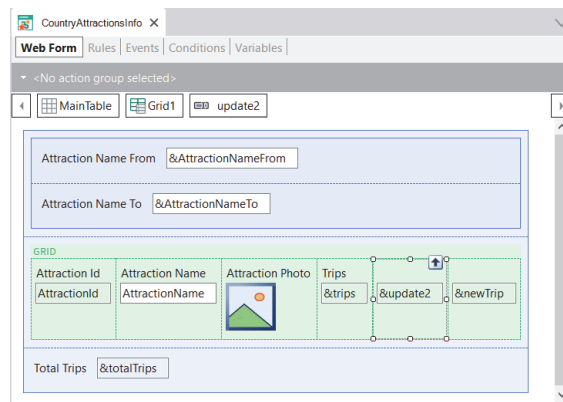 CountryAttractionsInfo
Web Form Rules Events Conditions Variables
<No action group selected>
MainTable Grid1 update2
Attraction Name From &AttractionNameFrom
Attraction Name To &AttractionNameTo
GRID
Attraction Id Attraction Name Attraction Photo Trips
AttractionId AttractionName &trips &update2 &newTrip
Total Trips &totalTrips